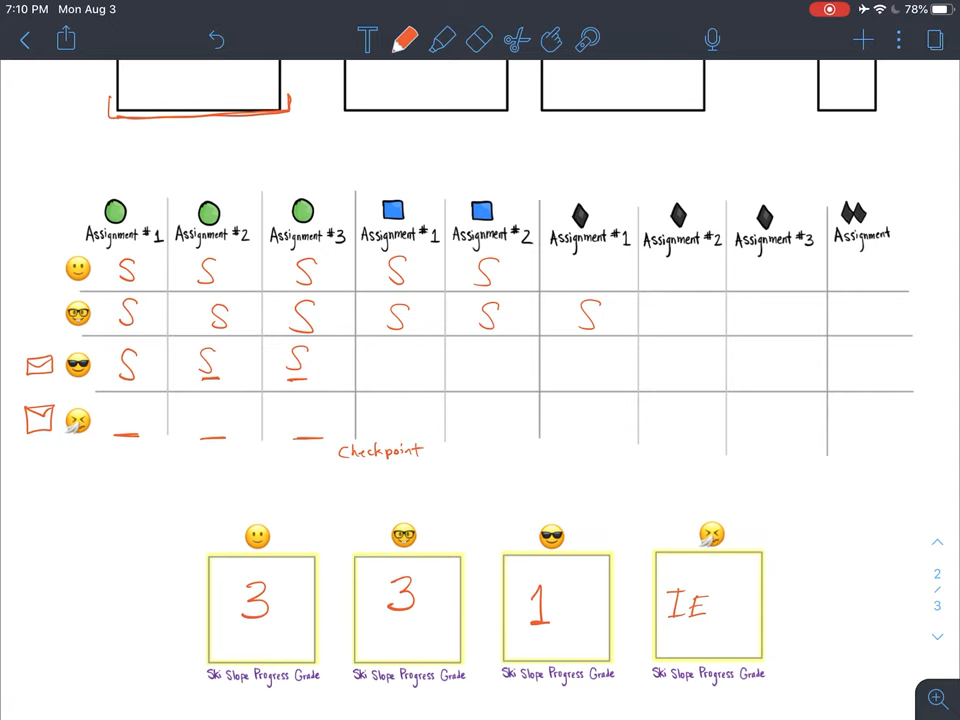 7:10 PM Mon Aug 3
78%
T
Assignment #1 Assignment #2 Assignment #3 Assignment #1 Assignment #2 Assignment #1 Assignment #2 Assignment #3 Assignment
S S S S S
S S S S S S
S S S
Checkpoint
3 3 1 IE
Ski Slope Progress Grade Ski Slope Progress Grade Ski Slope Progress Grade Ski Slope Progress Grade
2
/
3